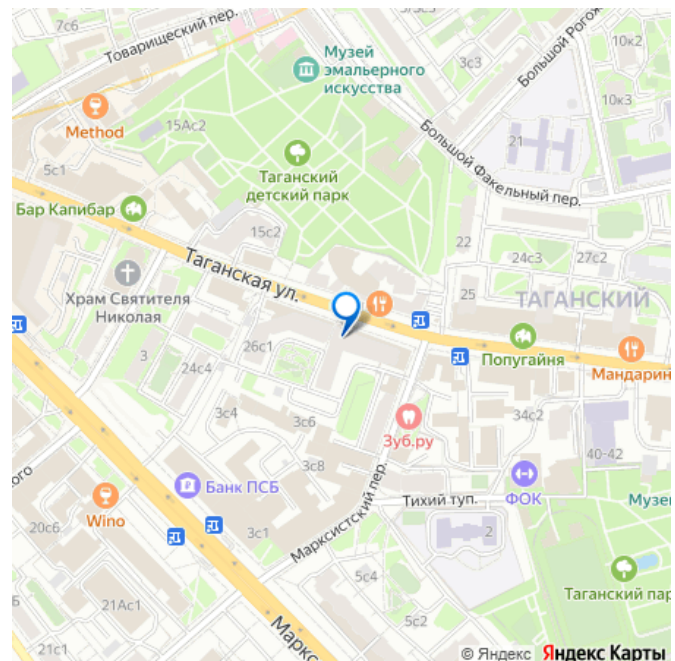 7с6
Товарищеский пер.
Музей
эмальерного
искусства
3с3
Большой Рогож
10к2
10к3
Method
15Ас2
5с1
Таганский
детский парк
Большой Факельный пер.
21
Бар Капибар
15с2
22
24с3
27с2
Таганская ул.
Храм Святителя
Николая
25
ТАГАНСКИЙ
Попугайня
Мандарин
3
24с4
26с1
3с4
3с6
Зуб.ру
34с2
40-42
3с8
Банк ПСБ
Марксистский пер.
Тихий туп.
ФОК
Музе
ого
20с6
Wino
3с1
2
5с4
Таганский пар
21Ас1
5с2
Маркс
21с1
© Яндекс Яндекс Карты